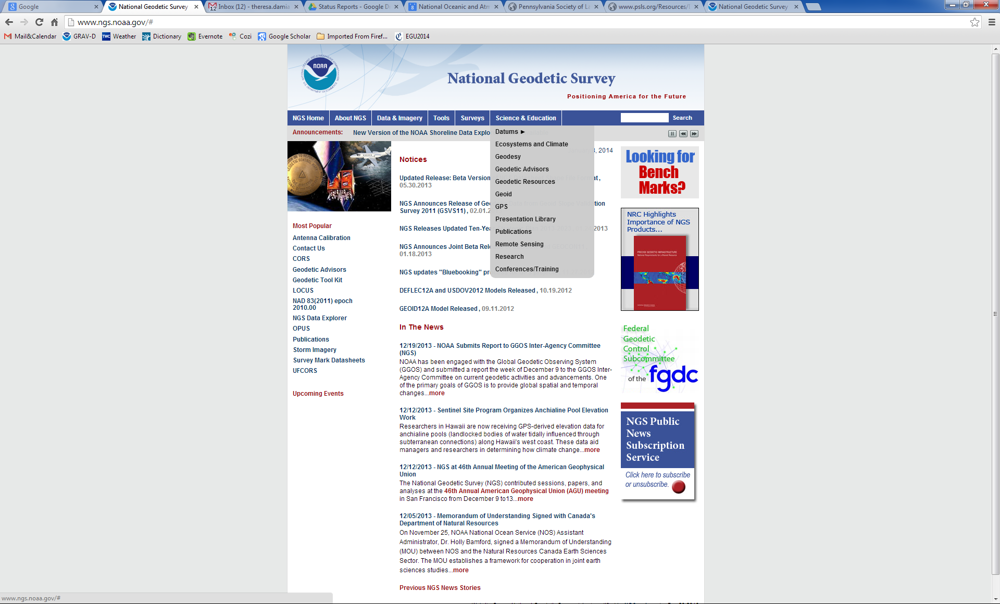 Google
National Geodetic Survey
Inbox (12) - theresa.damia
Status Reports - Google D
National Oceanic and Atm
Pennsylvania Society of La
www.psls.org/Resources/
National Geodetic Survey
www.ngs.noaa.gov/#
Mail&Calendar
GRAV-D
Weather
Dictionary
Evernote
Cozi
Google Scholar
Imported From Firef...
EGU2014
NOAA
National Geodetic Survey
Positioning America for the Future
NGS Home
About NGS
Data & Imagery
Tools
Surveys
Science & Education
Search
Announcements: New Version of the NOAA Shoreline Data Explo
Datums ►
Ecosystems and Climate
Geodesy
Geodetic Advisors
Geodetic Resources
Geoid
GPS
Presentation Library
Publications
Remote Sensing
Research
Conferences/Training
Most Popular
Antenna Calibration
Contact Us
CORS
Geodetic Advisors
Geodetic Tool Kit
LOCUS
NAD 83(2011) epoch
2010.00
NGS Data Explorer
OPUS
Publications
Storm Imagery
Survey Mark Datasheets
UFCORS
Upcoming Events
3, 2014
Notices
Updated Release: Beta Version
05.30.2013
NGS Announces Release of
Survey 2011 (GSVS11) , 02.01.2
NGS Releases Updated Ten-Yea 2013
NGS Announces Joint Beta Rel
01.18.2013
NGS updates "Bluebooking" pr
DEFLEC12A and USDOV2012 Models Released , 10.19.2012
GEOID12A Model Released , 09.11.2012
In The News
12/19/2013 - NOAA Submits Report to GGOS Inter-Agency Committee
(NGS)
NOAA has been engaged with the Global Geodetic Observing System
(GGOS) and submitted a report the week of December 9 to the GGOS Inter-
Agency Committee on current geodetic activities and advancements. One
of the primary goals of GGOS is to provide global spatial and temporal
changes...more
12/12/2013 - Sentinel Site Program Organizes Anchialine Pool Elevation
Work
Researchers in Hawaii are now receiving GPS-derived elevation data for
anchialine pools (landlocked bodies of water tidally influenced through
subterranean connections) along Hawaii's west coast. These data aid
managers and researchers in determining how climate change...more
12/12/2013 - NGS at 46th Annual Meeting of the American Geophysical
Union
The National Geodetic Survey (NGS) contributed sessions, papers, and
analyses at the 46th Annual American Geophysical Union (AGU) meeting
in San Francisco from December 9 to13...more
12/05/2013 - Memorandum of Understanding Signed with Canada's
Department of Natural Resources
On November 25, NOAA National Ocean Service (NOS) Assistant
Administrator, Dr. Holly Bamford, signed a Memorandum of Understanding
(MOU) between NOS and the Natural Resources Canada Earth Sciences
Sector. The MOU establishes a framework for cooperation in joint earth
sciences studies...more
Previous NGS News Stories
Looking for
Bench
Marks?
NRC Highlights
Importance of NGS
Products...
PRECISE GEODETIC INFRASTRUCTURE
National Requirements for a Shared Resource
Federal
Geodetic
Control
Subcommittee
of the fgdc
NGS Public
News
Subscription
Service
Click here to subscribe
or unsubscribe.
www.ngs.noaa.gov/#